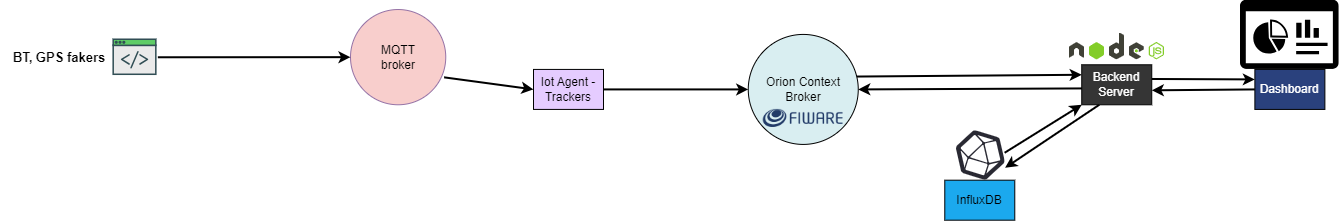 BT, GPS fakers
</>
MQTT
broker
Iot Agent -
Trackers
Orion Context
Broker
FIWARE
node
JS
Backend
Server
Dashboard
InfluxDB